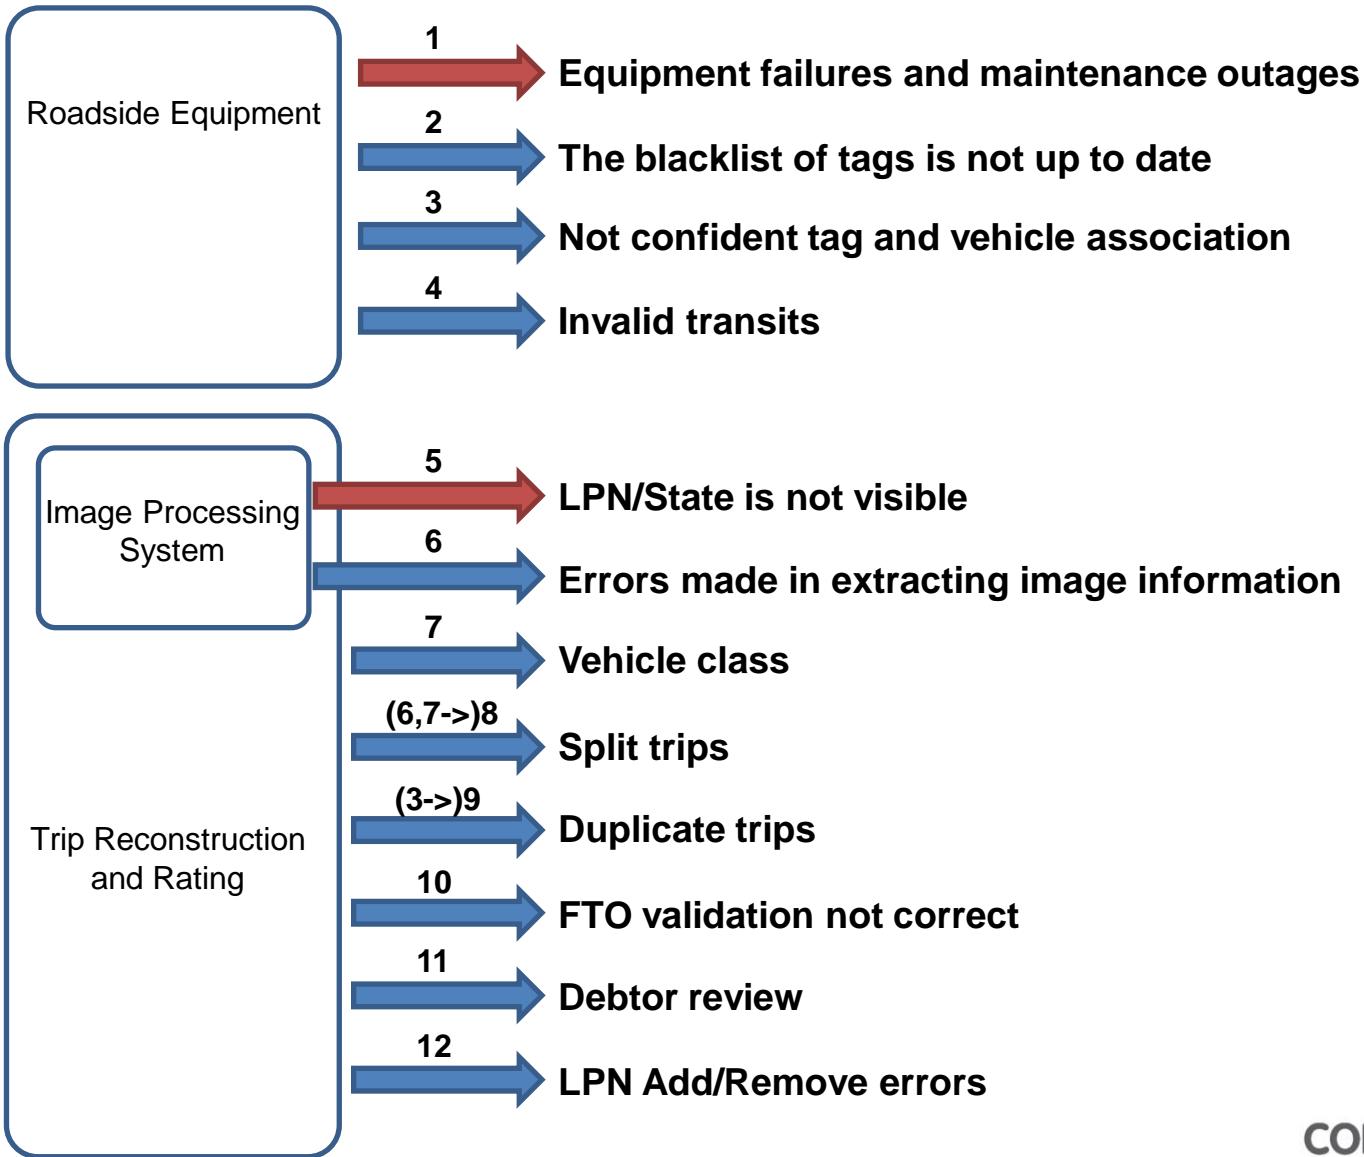 Roadside Equipment
1
Equipment failures and maintenance outages
2
The blacklist of tags is not up to date
3
Not confident tag and vehicle association
4
Invalid transits
Image Processing
System
5
LPN/State is not visible
6
Errors made in extracting image information
7
Vehicle class
(6,7->)8
Split trips
(3->)9
Duplicate trips
Trip Reconstruction
and Rating
10
FTO validation not correct
11
Debtor review
12
LPN Add/Remove errors